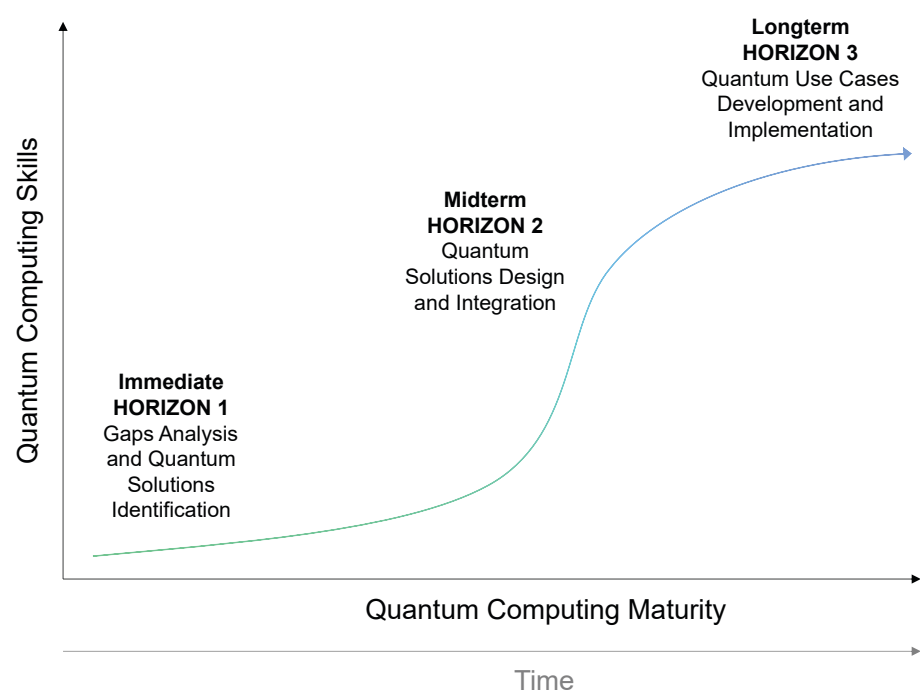 Longterm
HORIZON 3
Quantum Use Cases
Development and
Implementation
Midterm
HORIZON 2
Quantum
Solutions Design
and Integration
Immediate
HORIZON 1
Gaps Analysis
and Quantum
Solutions
Identification
Quantum Computing Skills
Quantum Computing Maturity
Time